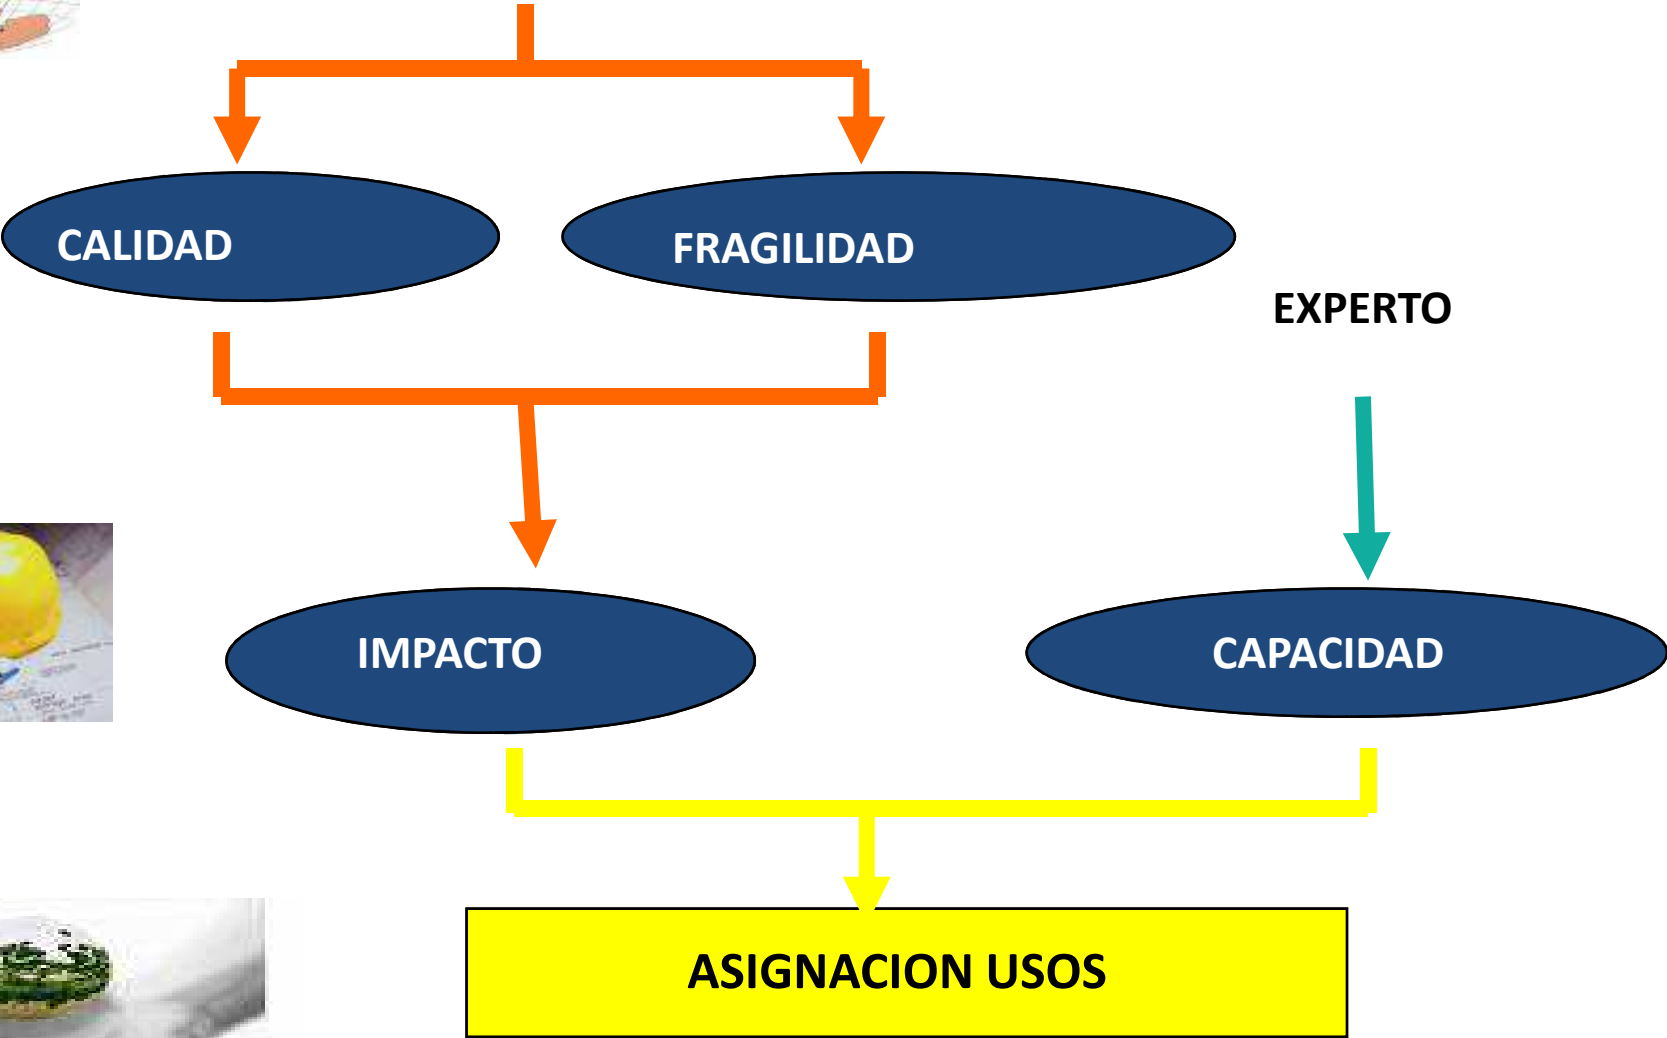 CALIDAD
FRAGILIDAD
EXPERTO
IMPACTO
CAPACIDAD
ASIGNACION USOS